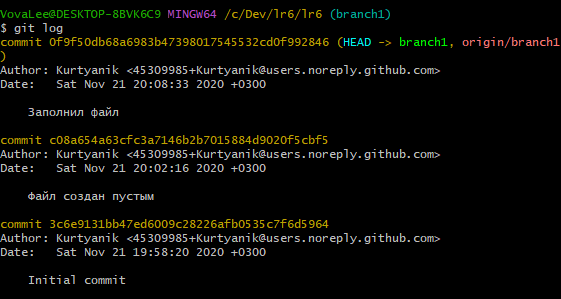 VovaLee@DESKTOP-8BVK6C9 MINGW64 /c/Dev/lr6/lr6 (branch1)
$ git log
commit 0f9f50db68a6983b47398017545532cd0f992846 (HEAD -> branch1, origin/branch1
)
Author: Kurtyanik <45309985+Kurtyanik@users.noreply.github.com>
Date:   Sat Nov 21 20:08:33 2020 +0300

    Заполнил файл

commit c08a654a63cfc3a7146b2b7015884d9020f5cbf5
Author: Kurtyanik <45309985+Kurtyanik@users.noreply.github.com>
Date:   Sat Nov 21 20:02:16 2020 +0300

    Файл создан пустым

commit 3c6e9131bb47ed6009c28226afb0535c7f6d5964
Author: Kurtyanik <45309985+Kurtyanik@users.noreply.github.com>
Date:   Sat Nov 21 19:58:20 2020 +0300

    Initial commit